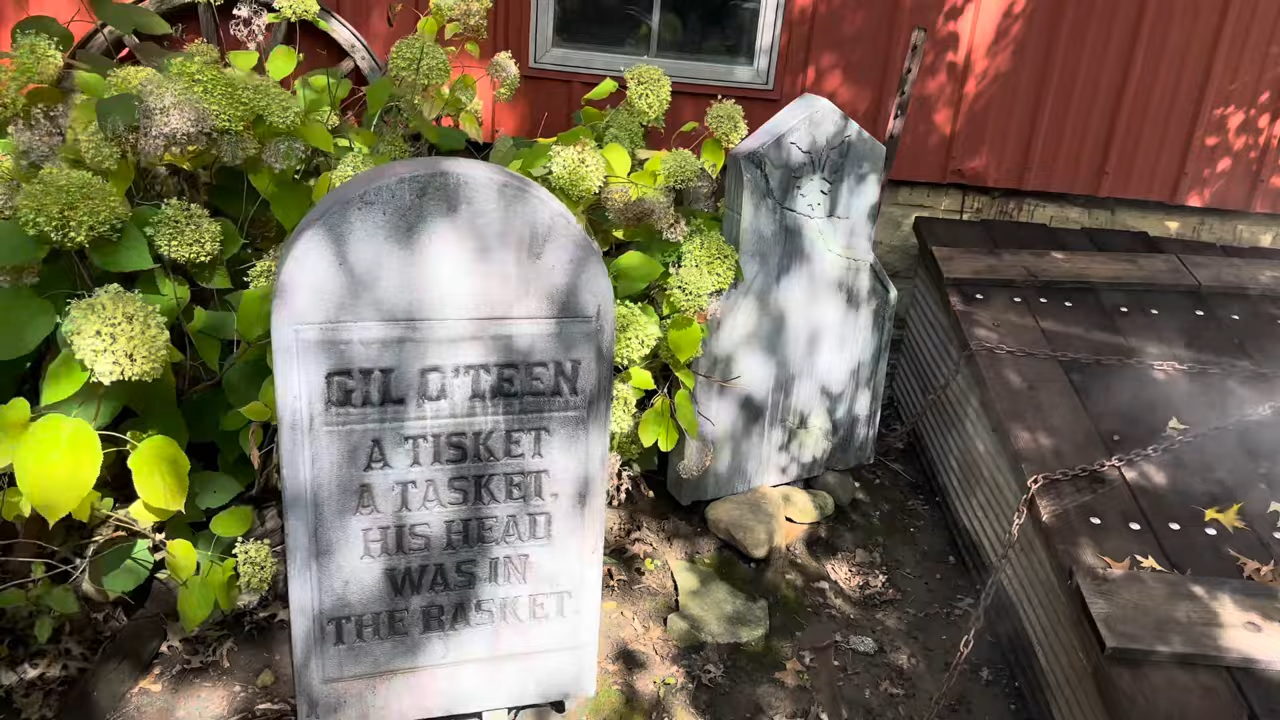 GIL O'TEEN
A TISKET
A TASKET,
HIS HEAD
WAS IN
THE BASKET.